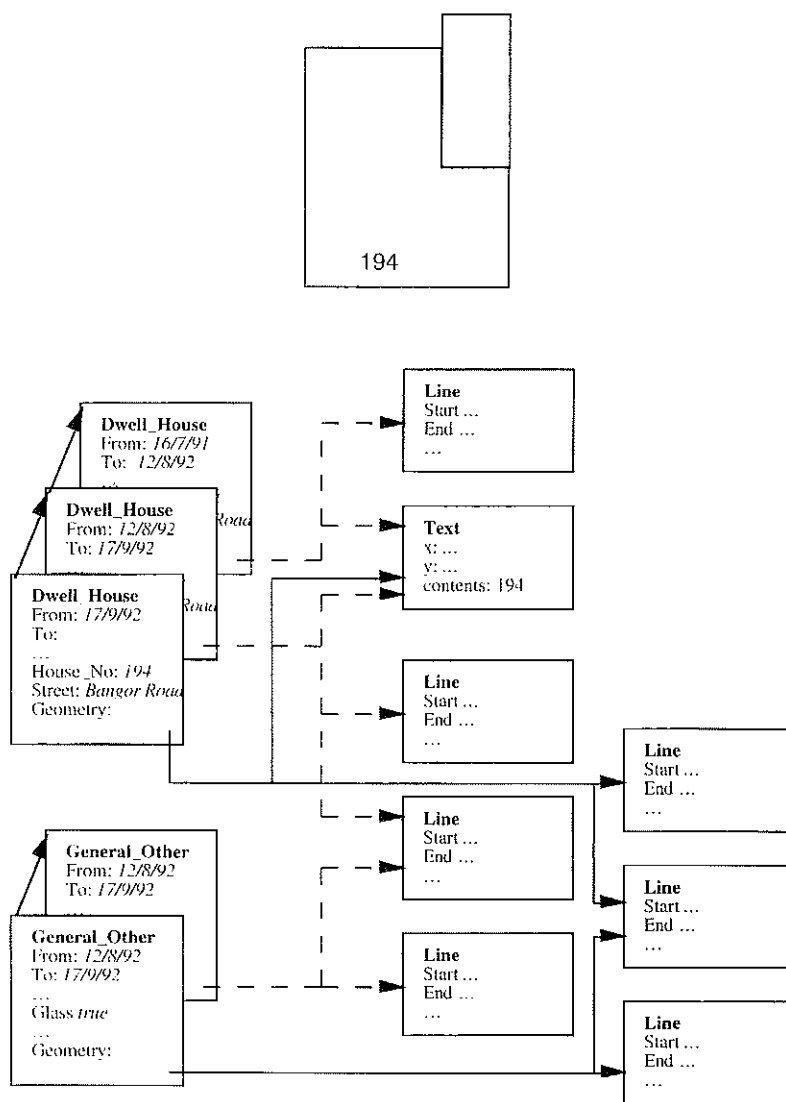 194
Dwell_House
From: 16/7/91
To: 12/8/92
...
Road
Dwell_House
From: 12/8/92
To: 17/9/92
...
Road
Dwell_House
From: 17/9/92
To:
...
House_No: 194
Street: Bangor Road
Geometry:
Line
Start ...
End ...
...
Text
x: ...
y: ...
contents: 194
Line
Start ...
End ...
...
Line
Start ...
End ...
...
Line
Start ...
End ...
...
General_Other
From: 12/8/92
To: 17/9/92
...
General_Other
From: 12/8/92
To: 17/9/92
...
Glass true
...
Geometry:
Line
Start ...
End ...
...
Line
Start ...
End ...
...
Line
Start ...
End ...
...